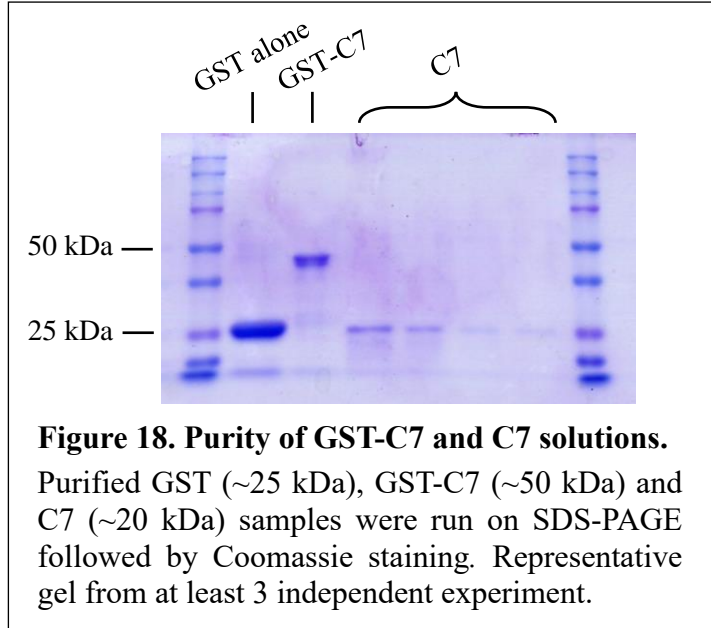 GST alone
GST-C7
C7
50 kDa
25 kDa
Figure 18. Purity of GST-C7 and C7 solutions.
Purified GST (~25 kDa), GST-C7 (~50 kDa) and
C7 (~20 kDa) samples were run on SDS-PAGE
followed by Coomassie staining. Representative
gel from at least 3 independent experiment.